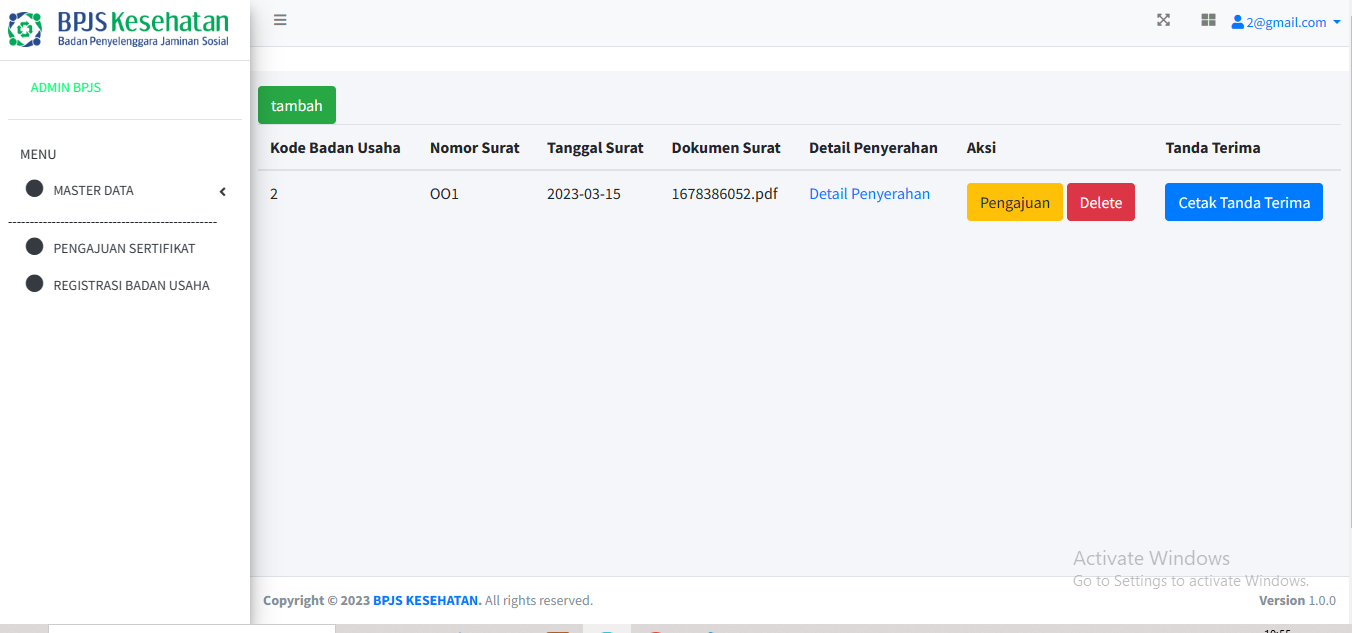 BPJS Kesehatan
Badan Penyelenggara Jaminan Sosial
2@gmail.com
ADMIN BPJS
MENU
MASTER DATA
-----------------------------------------------
PENGAJUAN SERTIFIKAT
REGISTRASI BADAN USAHA
tambah
Kode Badan Usaha Nomor Surat Tanggal Surat Dokumen Surat Detail Penyerahan Aksi Tanda Terima
2 OO1 2023-03-15 1678386052.pdf Detail Penyerahan Pengajuan Delete Cetak Tanda Terima
Activate Windows
Go to Settings to activate Windows.
Copyright © 2023 BPJS KESEHATAN. All rights reserved.
Version 1.0.0